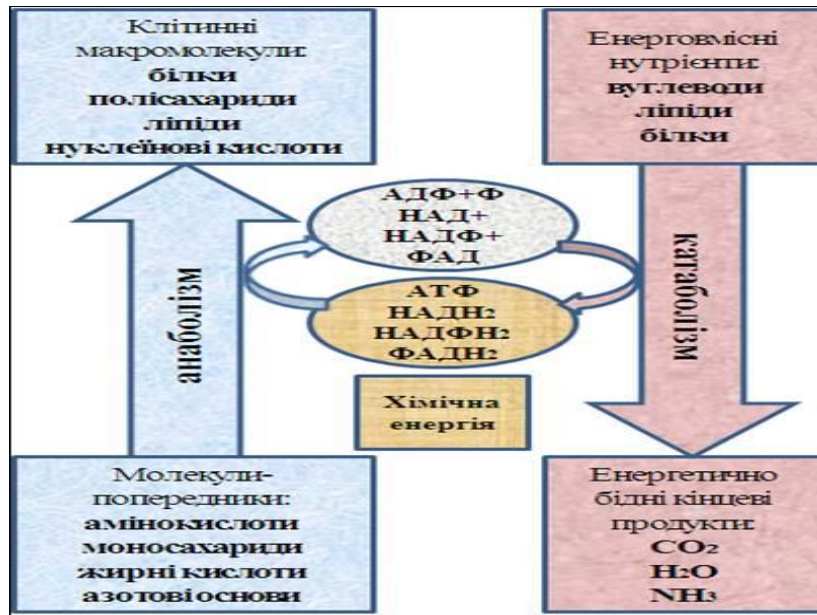 Клітинні
макромолекули:
білки
полісахариди
ліпіди
нуклеїнові кислоти
Енерговмісні
нутрієнти:
вуглеводи
ліпіди
білки
АДФ+Ф
НАД+
НАДФ+
ФАД
анаболізм
катаболізм
АТФ
НАДН2
НАДФН2
ФАДН2
Хімічна
енергія
Молекули-
попередники:
амінокислоти
моносахариди
жирні кислоти
азотові основи
Енергетично
бідні кінцеві
продукти:
CO2
H2O
NH3